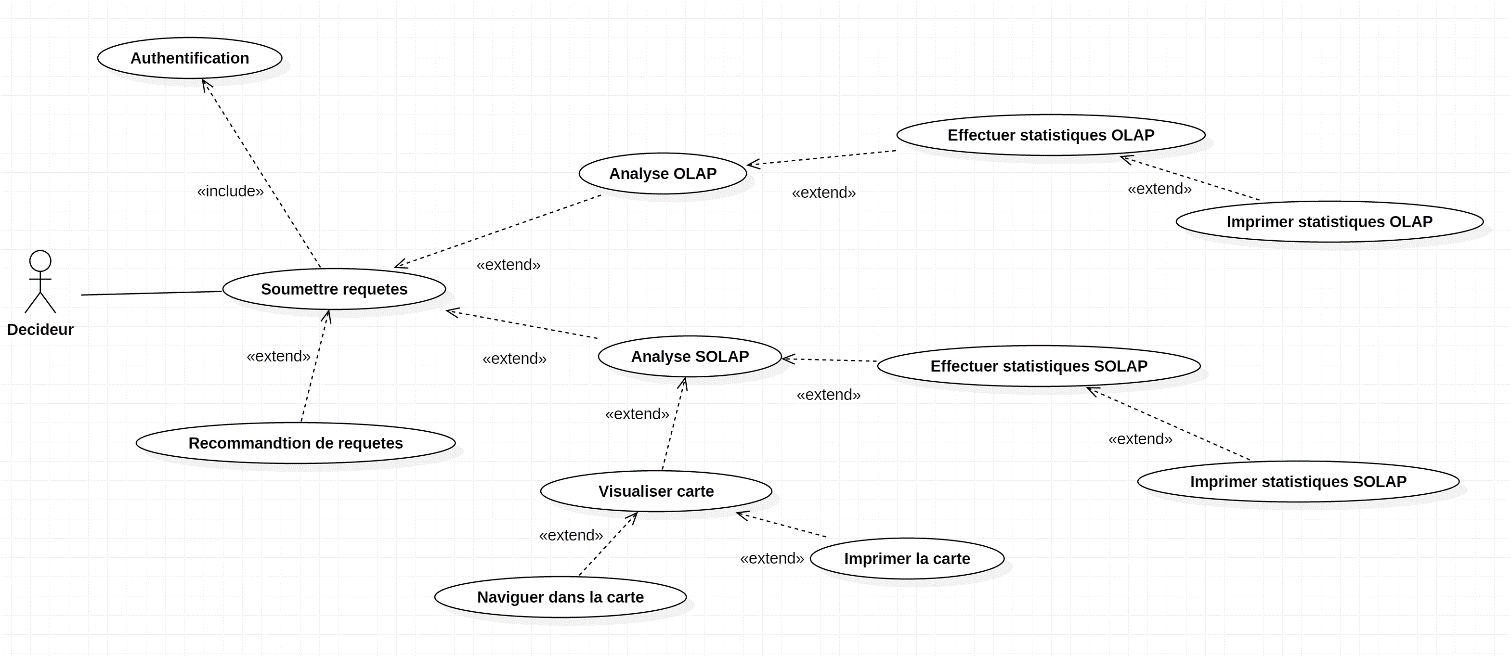 Authentification
Effectuer statistiques OLAP
Analyse OLAP
«include»
«extend»
«extend»
Imprimer statistiques OLAP
«extend»
Soumettre requetes
Decideur
«extend»
«extend»
Analyse SOLAP
Effectuer statistiques SOLAP
«extend»
«extend»
Recommandtion de requetes
«extend»
Imprimer statistiques SOLAP
Visualiser carte
«extend»
«extend»
Imprimer la carte
Naviguer dans la carte